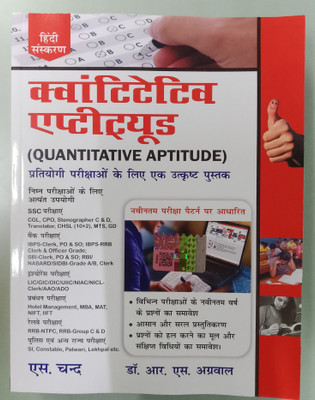 हिंदी
संस्करण
क्वांटिटेटिव
एप्टीट्यूड
(QUANTITATIVE APTITUDE)
प्रतियोगी परीक्षाओं के लिए एक उत्कृष्ट पुस्तक
निम्न परीक्षाओं के लिए
अत्यंत उपयोगी
SSC परीक्षाएं
CGL, CPO, Stenographer C & D,
Translator, CHSL (10+2), MTS, GD
बैंक परीक्षाएं
IBPS-Clerk, PO & SO; IBPS-RRB
Clerk & Officer Grade;
SBI-Clerk, PO & SO; RBI/
NABARD/SIDBI-Grade A/B, Clerk
इंश्योरेंस परीक्षाएं
LIC/GIC/OIC/UIIC/NIAC/NICL-
Clerk/AAO/ADO
प्रबंधन परीक्षाएं
Hotel Management, MBA, MAT,
NIFT, IIFT
रेलवे परीक्षाएं
RRB-NTPC, RRB-Group C & D
पुलिस एवं अन्य राज्य परीक्षाएं
SI, Constable, Patwari, Lekhpal etc.
नवीनतम परीक्षा पैटर्न पर आधारित
• विभिन्न परीक्षाओं के नवीनतम वर्ष
के प्रश्नों का समावेश
• आसान और सरल प्रस्तुतिकरण
• प्रश्नों को हल करने का मूल और
संक्षिप्त विधियों का समावेश।
एस. चन्द
डॉ. आर. एस. अग्रवाल